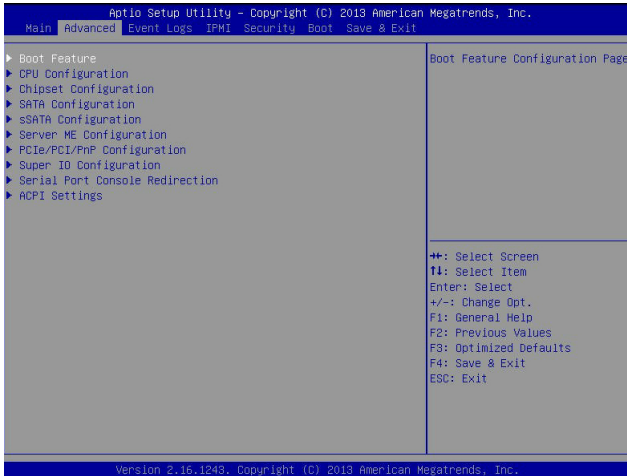 Aptio Setup Utility – Copyright (C) 2013 American Megatrends, Inc.
Main Advanced Event Logs IPMI Security Boot Save & Exit
▶ Boot Feature
▶ CPU Configuration
▶ Chipset Configuration
▶ SATA Configuration
▶ sSATA Configuration
▶ Server ME Configuration
▶ PCIe/PCI/PnP Configuration
▶ Super IO Configuration
▶ Serial Port Console Redirection
▶ ACPI Settings
Boot Feature Configuration Page
→←: Select Screen
↑↓: Select Item
Enter: Select
+/-: Change Opt.
F1: General Help
F2: Previous Values
F3: Optimized Defaults
F4: Save & Exit
ESC: Exit
Version 2.16.1243. Copyright (C) 2013 American Megatrends, Inc.